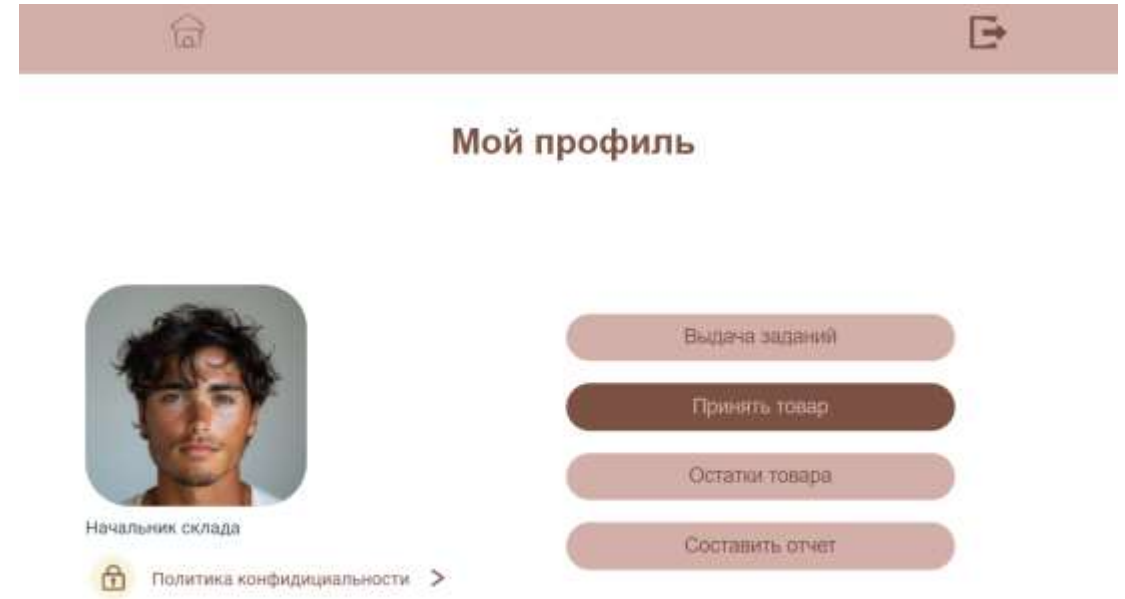 Мой профиль
Выдача заданий
Принять товар
Остатки товара
Составить отчет
Начальник склада
Политика конфидициальности